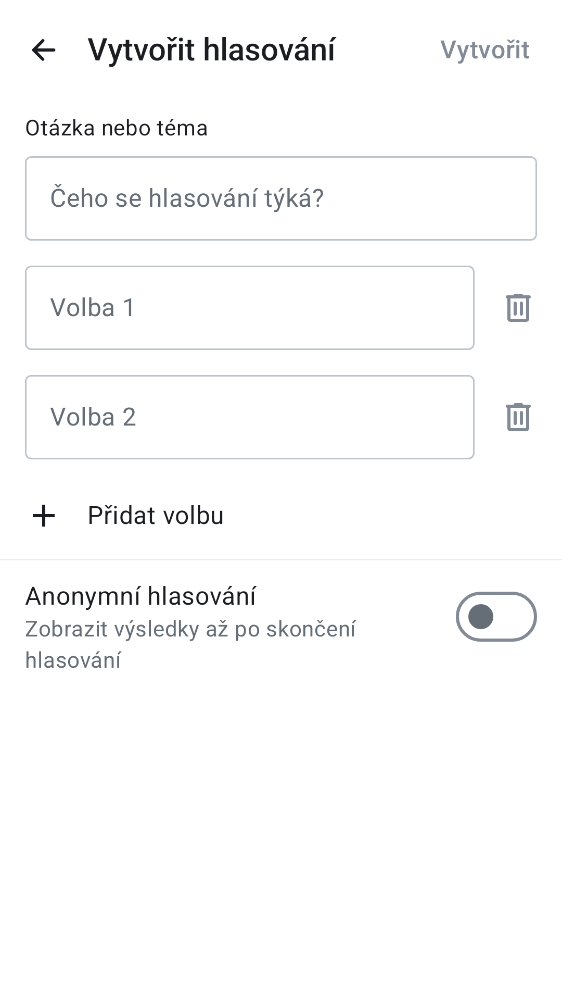 Vytvořit hlasování
Vytvořit
Otázka nebo téma
Čeho se hlasování týká?
Volba 1
Volba 2
Přidat volbu
Anonymní hlasování
Zobrazit výsledky až po skončení
hlasování